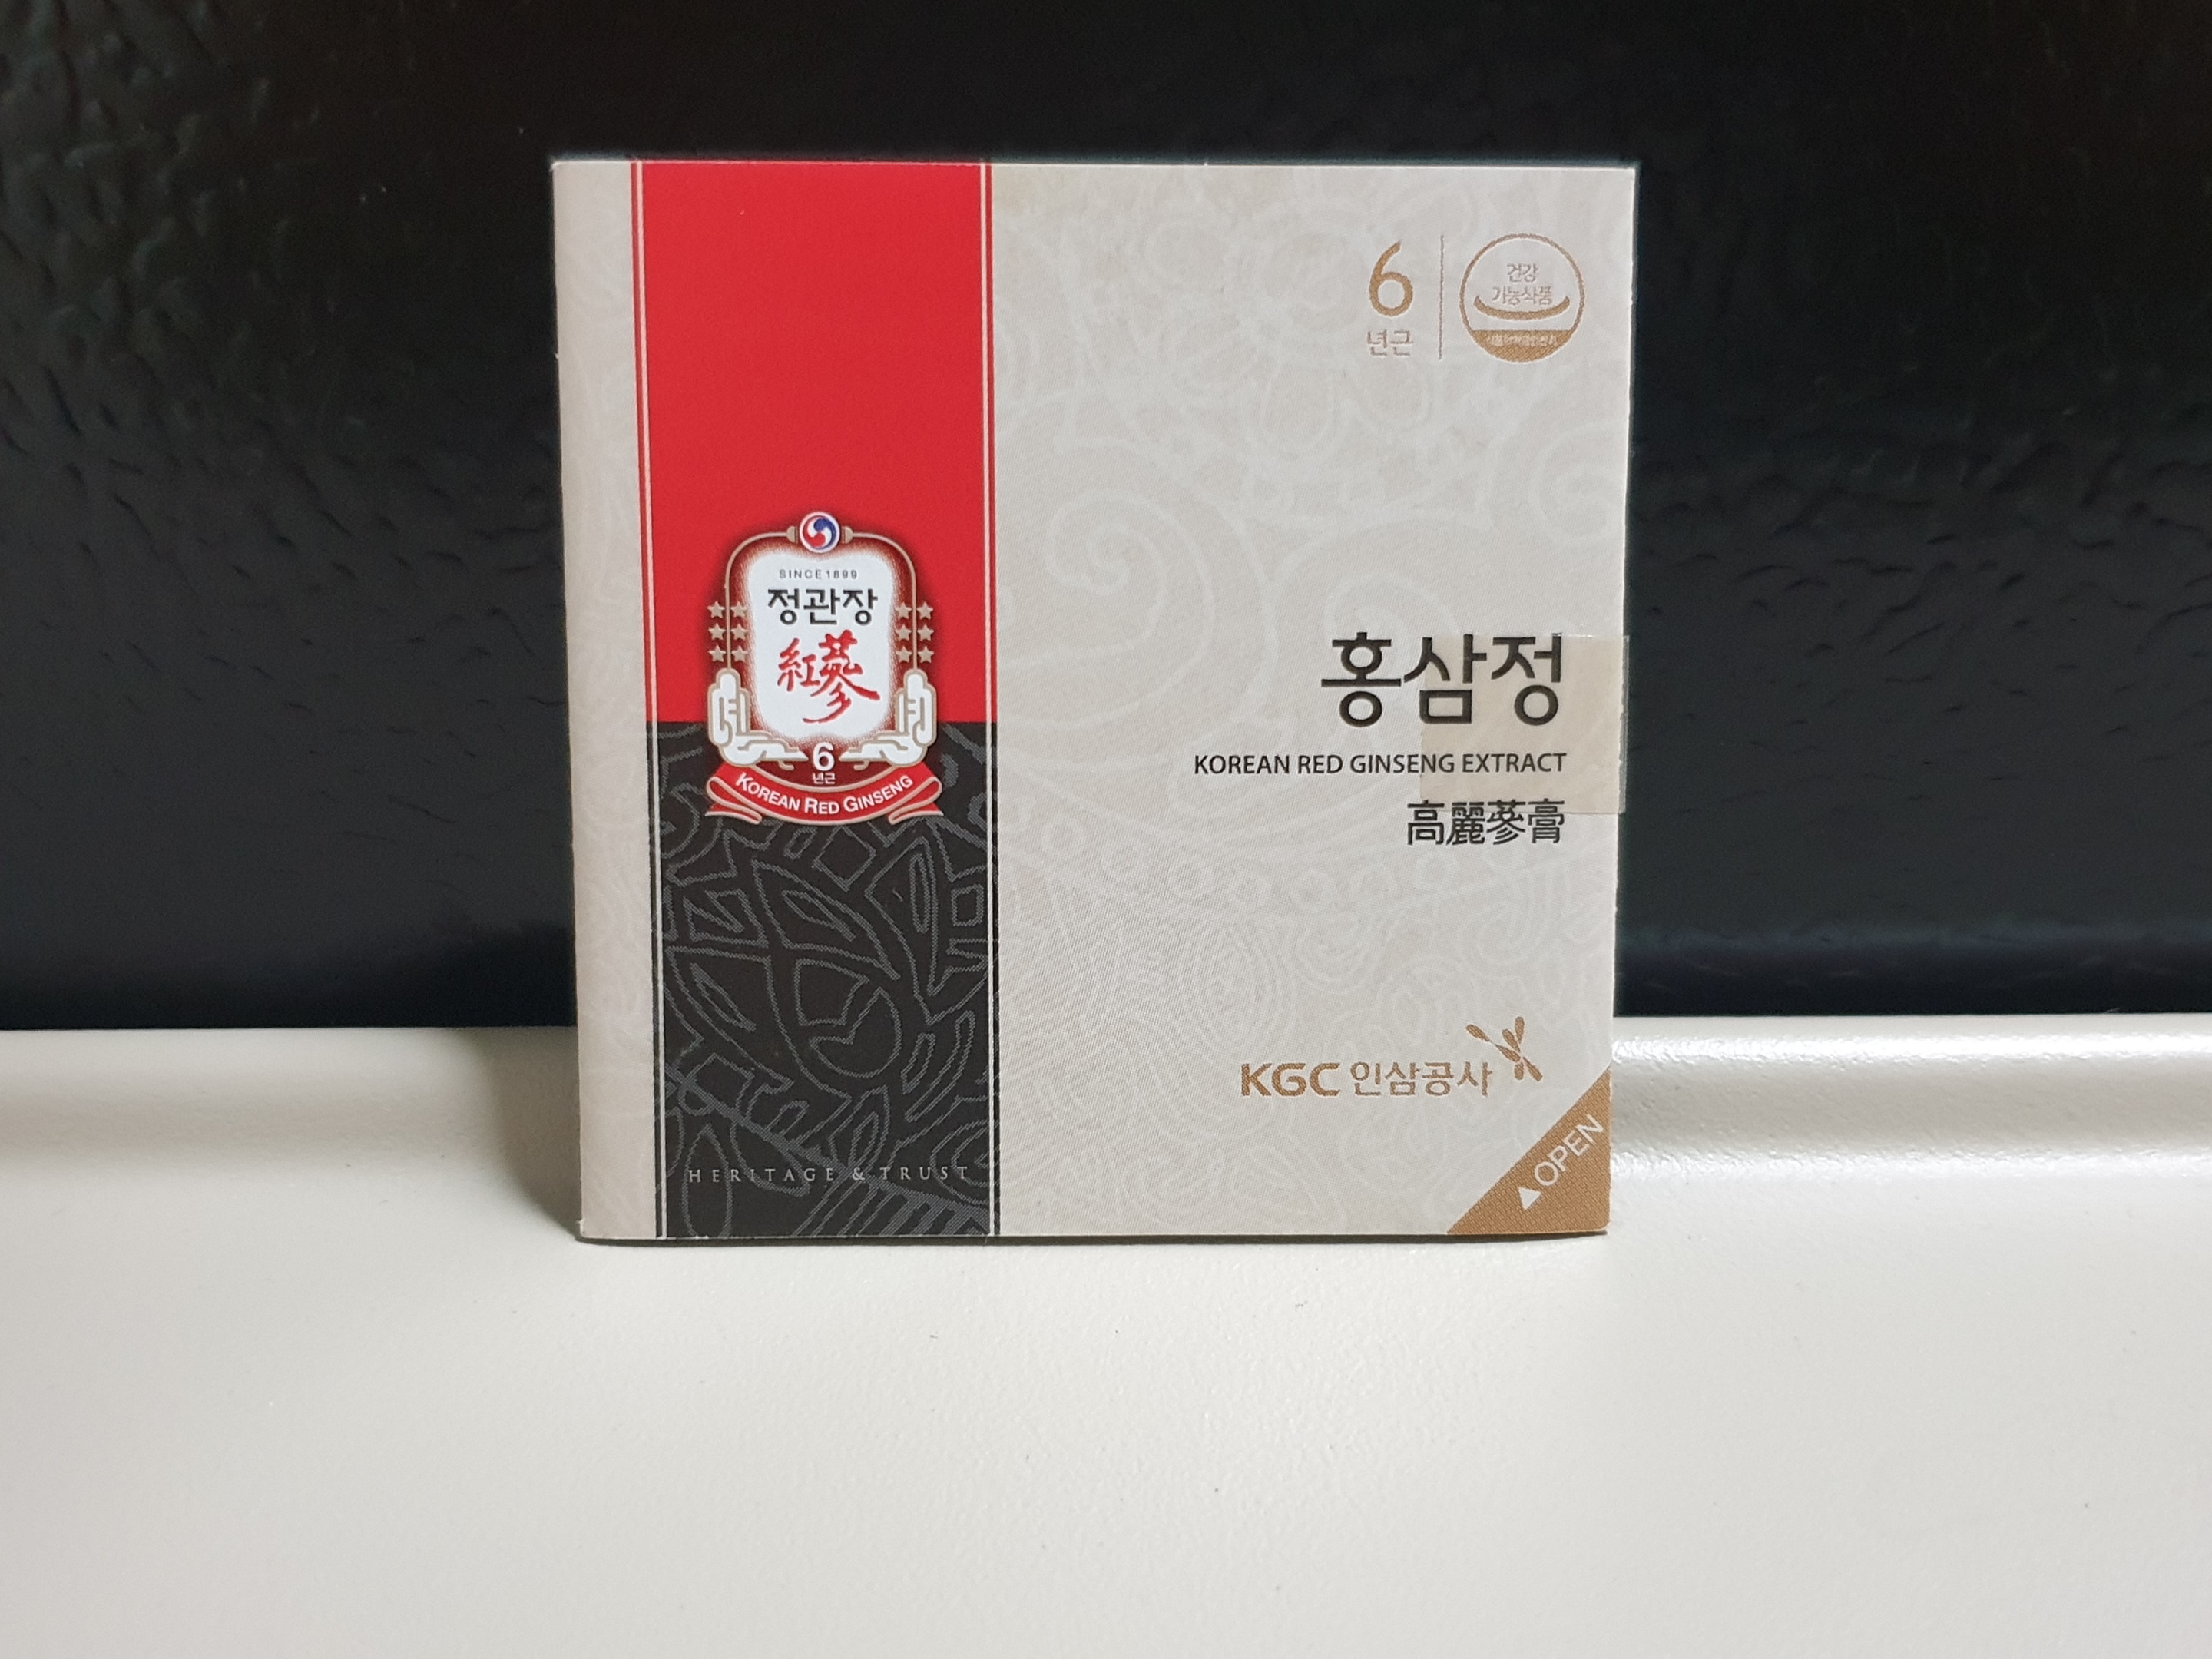 6
년근
건강
기능식품
SINCE 1899
정관장
紅蔘
6
년근
KOREAN RED GINSENG
홍삼정
KOREAN RED GINSENG EXTRACT
高麗蔘膏
KGC 인삼공사
OPEN
HERITAGE & TRUST